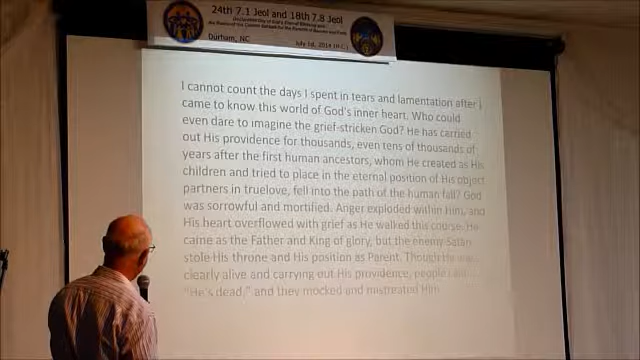 24th 7.1 Jeol and 18th 7.8 Jeol
Durham, NC
I cannot count the days I spent in tears and lamentation after I
came to know this world of God's inner heart. Who could
even dare to imagine the grief-stricken God? He has carried
out His providence for thousands, even tens of thousands of
years after the first human ancestors, whom He created as His
children and tried to place in the eternal position of His object
partners in truelove, fell into the path of the human fall? God
was sorrowful and mortified. Anger exploded within Him, and
His heart overflowed with grief as He walked this course. He
came as the Father and King of glory, but the enemy Satan
stole His throne and His position as Parent. Though He was
clearly alive and carrying out His providence, people
"He's dead," and they mocked and mistreated Him.